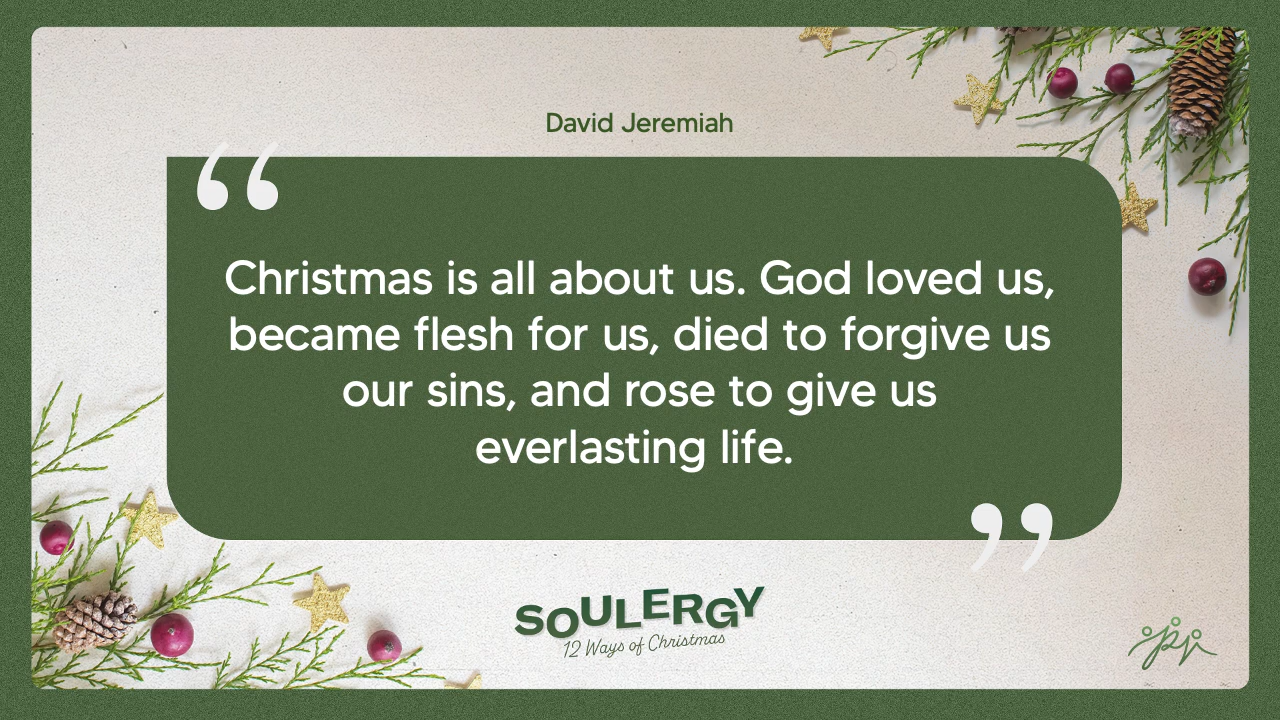 David Jeremiah
“
Christmas is all about us. God loved us,
became flesh for us, died to forgive us
our sins, and rose to give us
everlasting life.
”
SOULERGY
12 Ways of Christmas